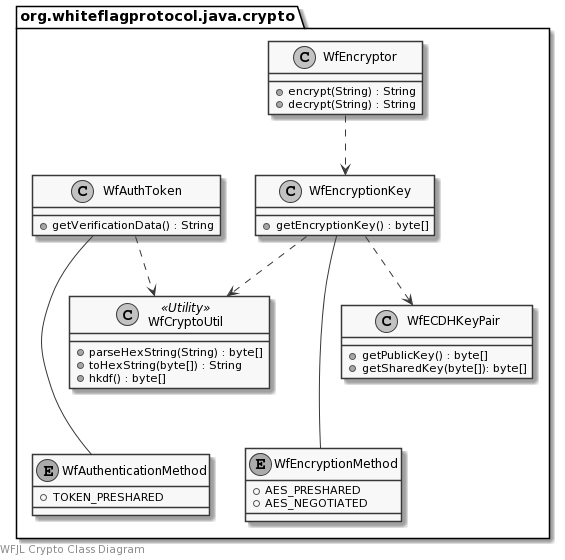 org.whiteflagprotocol.java.crypto
C WfEncryptor
encrypt(String) : String
decrypt(String) : String
C WfAuthToken
getVerificationData() : String
C WfEncryptionKey
getEncryptionKey() : byte[]
C «Utility»
WfCryptoUtil
parseHexString(String) : byte[]
toHexString(byte[]) : String
hkdf() : byte[]
C WfECDHKeyPair
getPublicKey() : byte[]
getSharedKey(byte[]): byte[]
E WfAuthenticationMethod
TOKEN_PRESHARED
E WfEncryptionMethod
AES_PRESHARED
AES_NEGOTIATED
WFJL Crypto Class Diagram